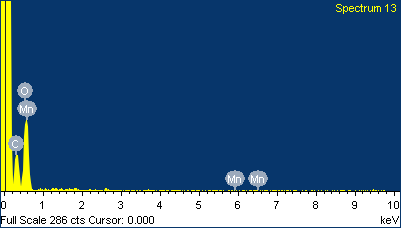 Spectrum 13
O
Mn
C
Mn Mn
0 1 2 3 4 5 6 7 8 9 10
Full Scale 286 cts Cursor: 0.000 keV